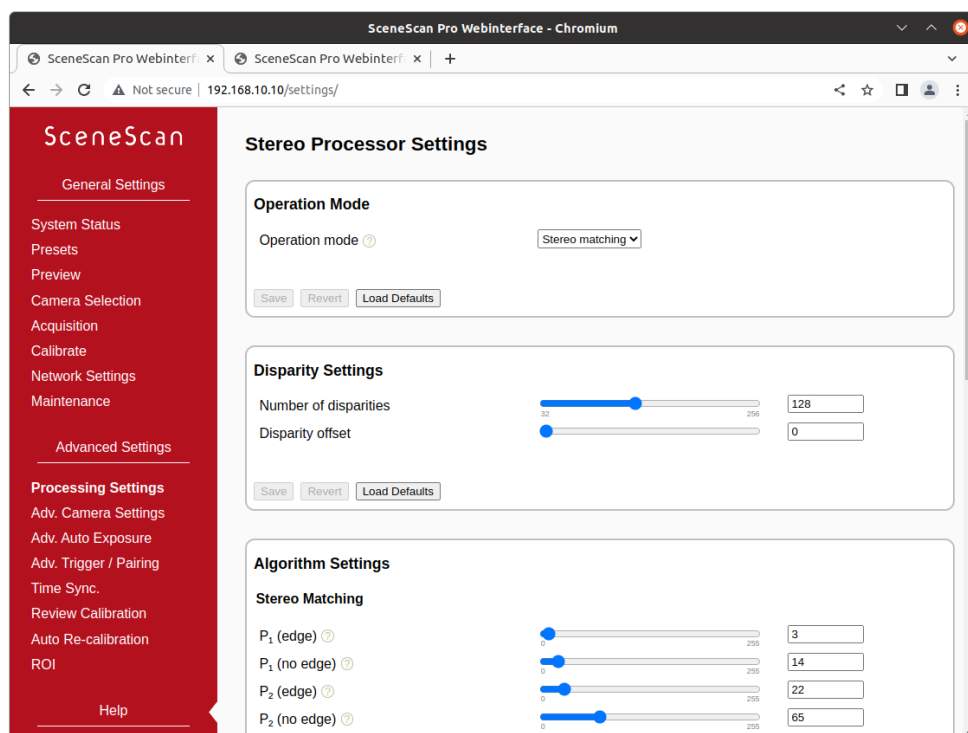 SceneScan Pro Webinterface - Chromium
SceneScan Pro Webinterf SceneScan Pro Webinterf
Not secure 192.168.10.10/settings/
SceneScan
General Settings
System Status
Presets
Preview
Camera Selection
Acquisition
Calibrate
Network Settings
Maintenance
Advanced Settings
Processing Settings
Adv. Camera Settings
Adv. Auto Exposure
Adv. Trigger / Pairing
Time Sync.
Review Calibration
Auto Re-calibration
ROI
Help
Stereo Processor Settings
Operation Mode
Operation mode ? Stereo matching
Save Revert Load Defaults
Disparity Settings
Number of disparities 128
32 256
Disparity offset 0
Save Revert Load Defaults
Algorithm Settings
Stereo Matching
P1 (edge) ? 3
0 255
P1 (no edge) ? 14
0 255
P2 (edge) ? 22
0 255
P2 (no edge) ? 65
0 255